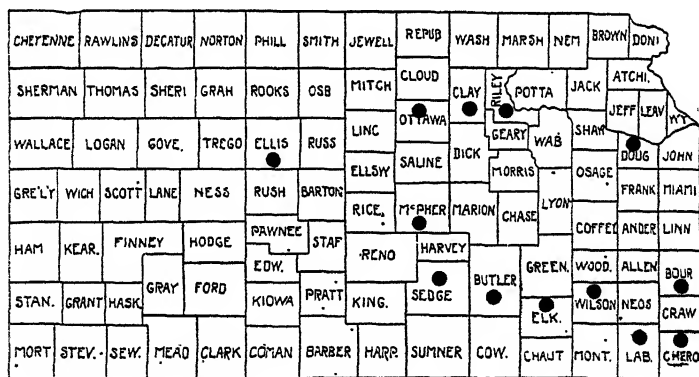 CHEYENNE RAWLINS DECATUR NORTON PHILL SMITH JEWELL REPUB WASH MARSH NEM BROWN DONI
SHERMAN THOMAS SHERI GRAH ROOKS OSB MITCH CLOUD CLAY RILEY POTTA JACK ATCHI.
JEFF LEAV WY
WALLACE LOGAN GOVE. TREGO ELLIS RUSS LINC OTTAWA GEARY WAB SHAW DOUG JOHN
ELLSW SALINE DICK MORRIS OSAGE FRANK MIAMI
GRE'LY WICH SCOTT LANE NESS RUSH BARTON RICE. McPHER MARION CHASE LYON COFFEE ANDER LINN
HAM KEAR. FINNEY HODGE PAWNEE STAF RENO HARVEY
GRAY FORD EDW. SEDGE BUTLER GREEN. WOOD. ALLEN BOUR
STAN. GRANT HASK. KIOWA PRATT KING. ELK. WILSON NEOS CRAW
MORT STEV. SEW. MEAD CLARK COMAN BARBER HARP. SUMNER COW. CHAUT MONT. LAB. CHERO